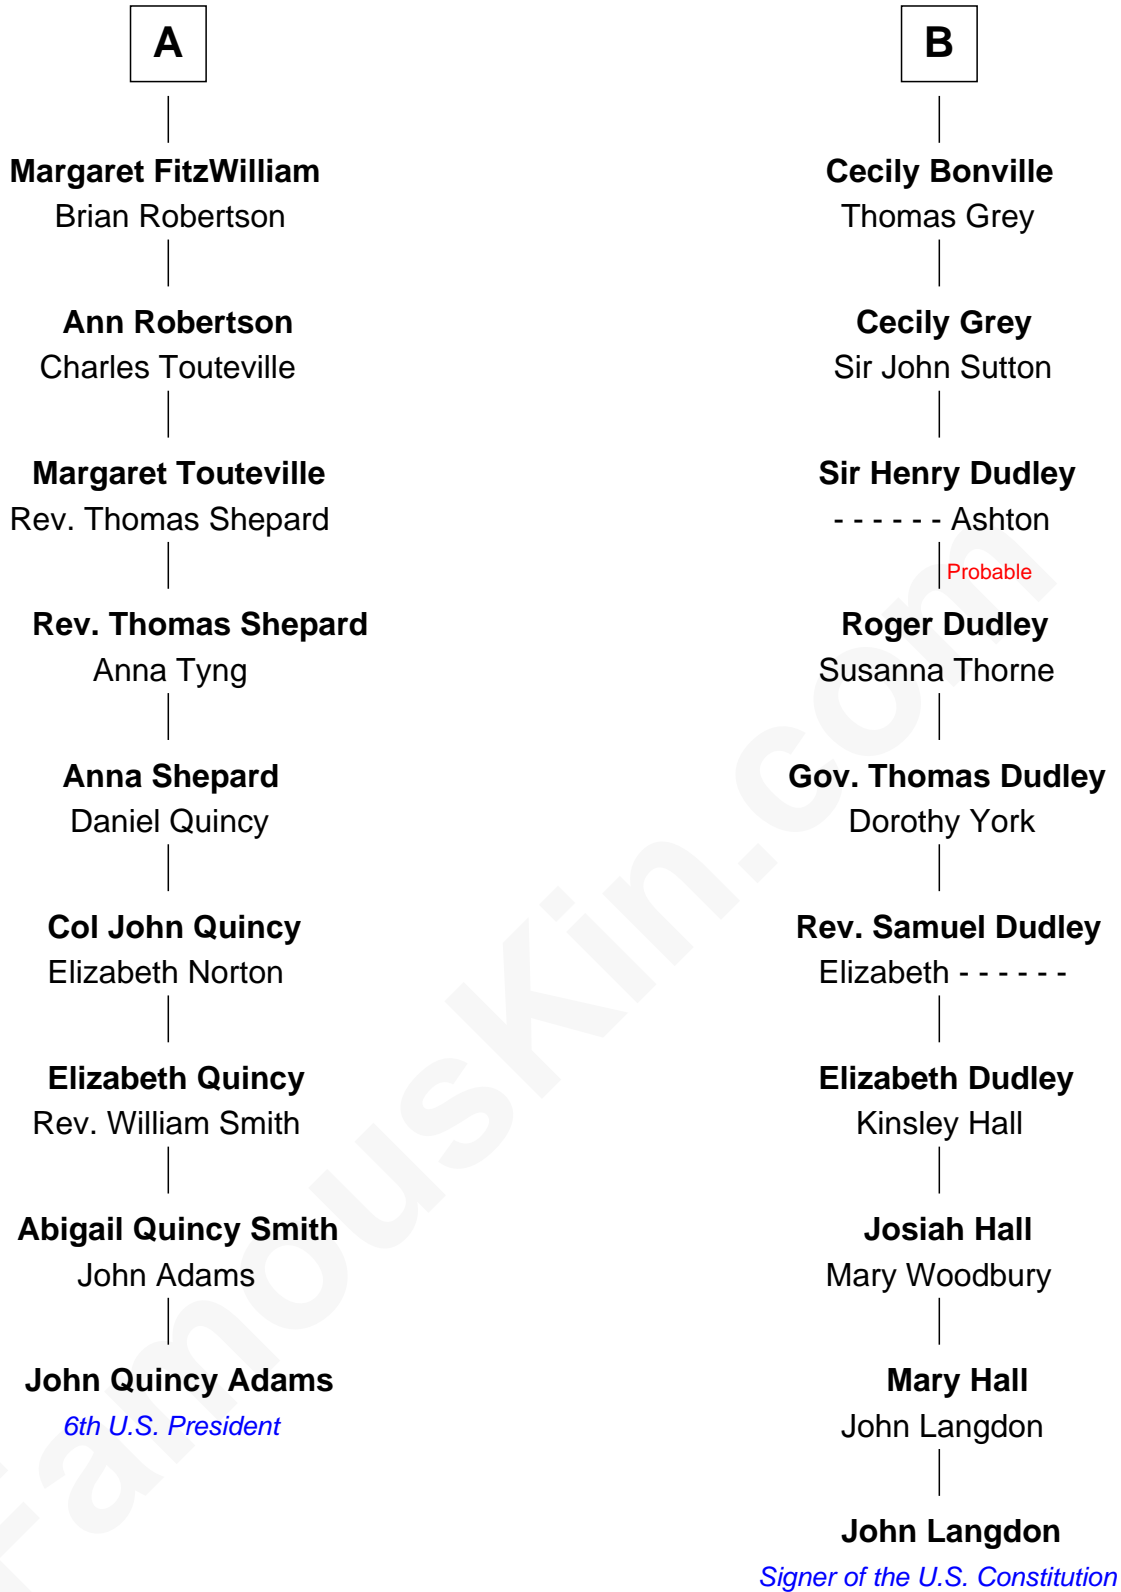 A
Margaret FitzWilliam
Brian Robertson
Ann Robertson
Charles Touteville
Margaret Touteville
Rev. Thomas Shepard
Rev. Thomas Shepard
Anna Tyng
Anna Shepard
Daniel Quincy
Col John Quincy
Elizabeth Norton
Elizabeth Quincy
Rev. William Smith
Abigail Quincy Smith
John Adams
John Quincy Adams
6th U.S. President
B
Cecily Bonville
Thomas Grey
Cecily Grey
Sir John Sutton
Sir Henry Dudley
- - - - - - Ashton
Probable
Roger Dudley
Susanna Thorne
Gov. Thomas Dudley
Dorothy York
Rev. Samuel Dudley
Elizabeth - - - - - -
Elizabeth Dudley
Kinsley Hall
Josiah Hall
Mary Woodbury
Mary Hall
John Langdon
John Langdon
Signer of the U.S. Constitution
FamousKin.com